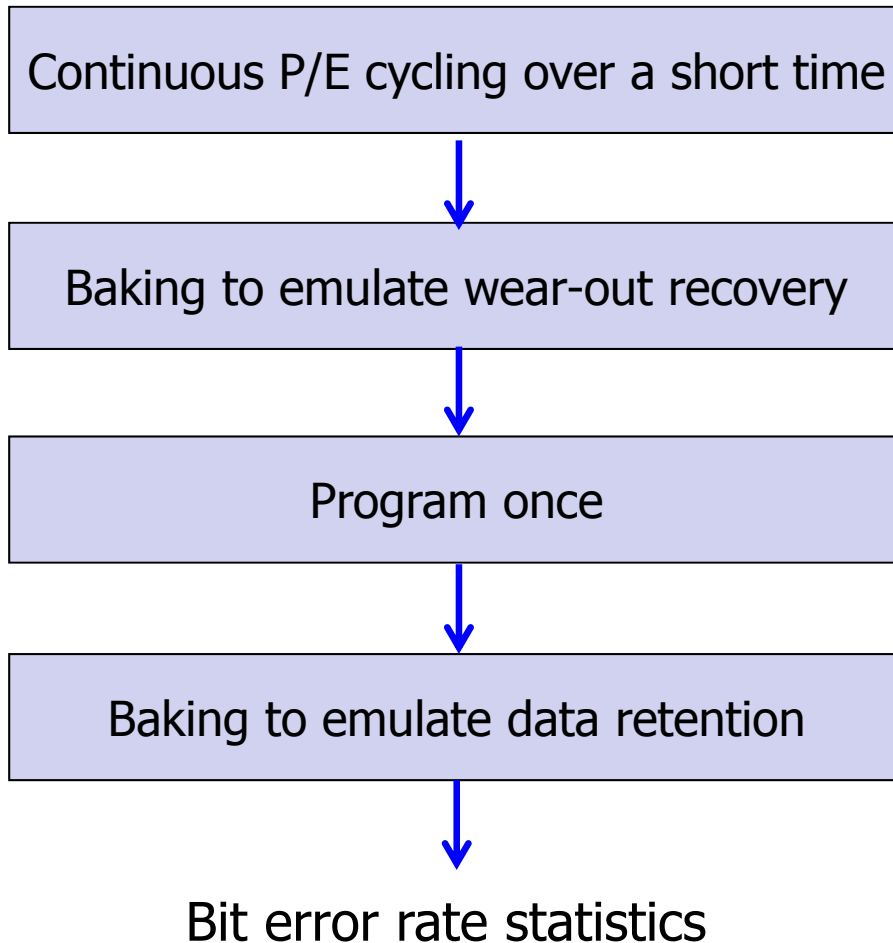 Continuous P/E cycling over a short time
Baking to emulate wear-out recovery
Program once
Baking to emulate data retention
Bit error rate statistics